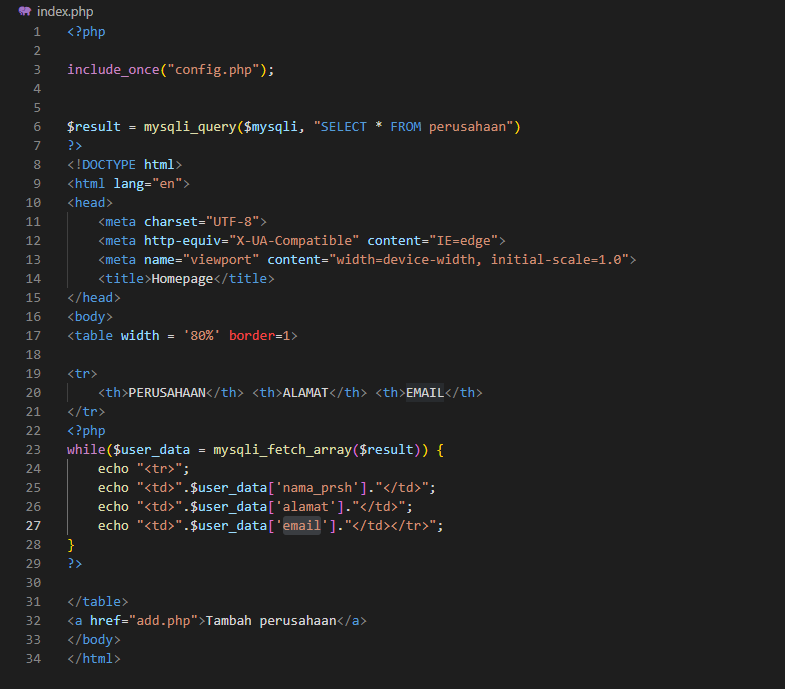 index.php
1 <?php
2
3 include_once("config.php");
4
5
6 $result = mysqli_query($mysqli, "SELECT * FROM perusahaan")
7 ?>
8 <!DOCTYPE html>
9 <html lang="en">
10 <head>
11     <meta charset="UTF-8">
12     <meta http-equiv="X-UA-Compatible" content="IE=edge">
13     <meta name="viewport" content="width=device-width, initial-scale=1.0">
14     <title>Homepage</title>
15 </head>
16 <body>
17 <table width = '80%' border=1>
18
19 <tr>
20     <th>PERUSAHAAN</th> <th>ALAMAT</th> <th>EMAIL</th>
21 </tr>
22 <?php
23 while($user_data = mysqli_fetch_array($result)) {
24     echo "<tr>";
25     echo "<td>".$user_data['nama_prsh']."</td>";
26     echo "<td>".$user_data['alamat']."</td>";
27     echo "<td>".$user_data['email']."</td></tr>";
28 }
29 ?>
30
31 </table>
32 <a href="add.php">Tambah perusahaan</a>
33 </body>
34 </html>